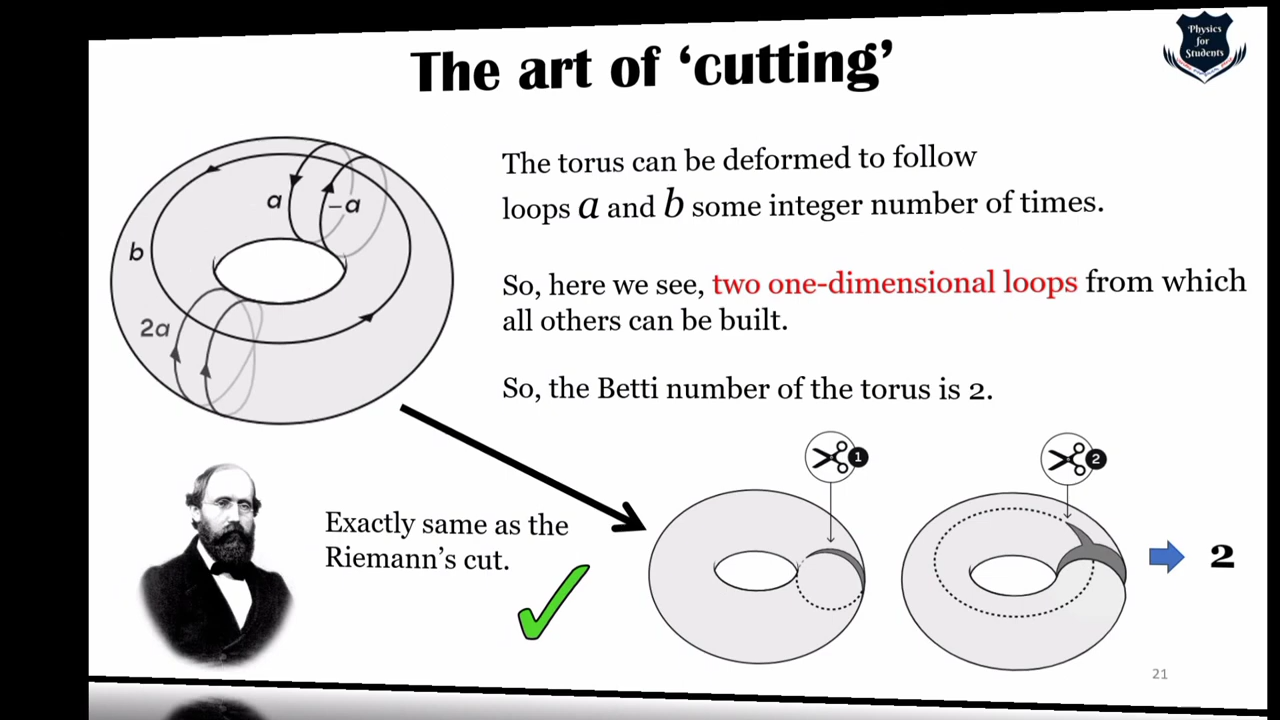 Physics
for
Students
The art of ‘cutting’
The torus can be deformed to follow
loops a and b some integer number of times.
So, here we see, two one-dimensional loops from which
all others can be built.
So, the Betti number of the torus is 2.
a
–a
b
2a
1
2
Exactly same as the
Riemann’s cut.
2
21